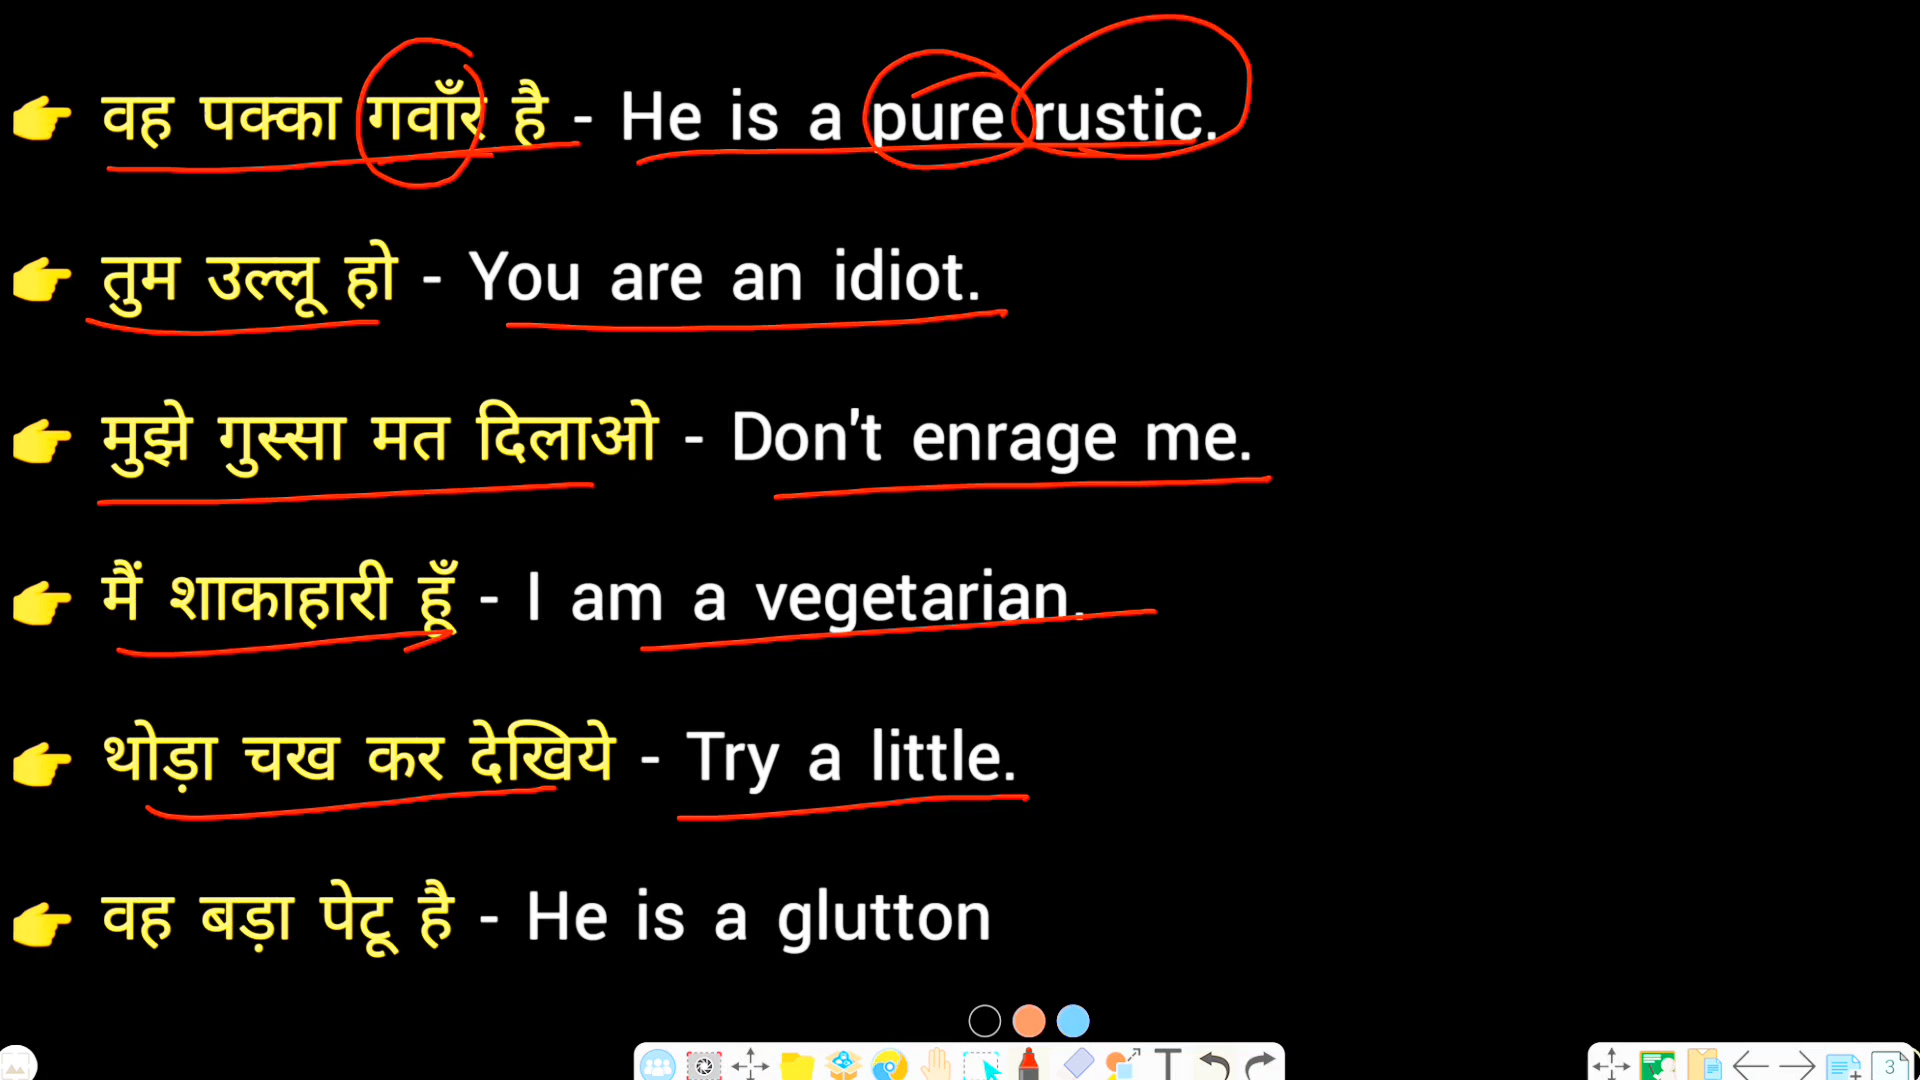 👉 वह पक्का गवाँर है - He is a pure rustic.
👉 तुम उल्लू हो - You are an idiot.
👉 मुझे गुस्सा मत दिलाओ - Don't enrage me.
👉 मैं शाकाहारी हूँ - I am a vegetarian.
👉 थोड़ा चख कर देखिये - Try a little.
👉 वह बड़ा पेटू है - He is a glutton
3